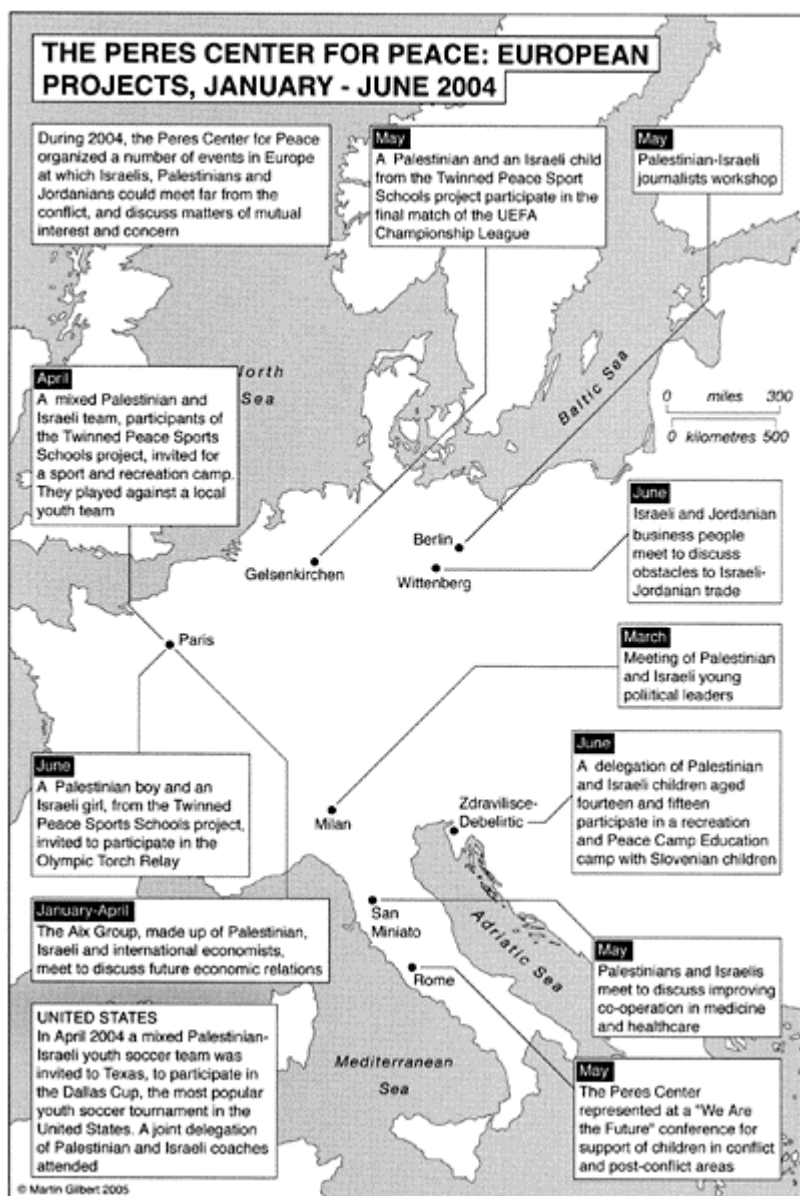 THE PERES CENTER FOR PEACE: EUROPEAN
PROJECTS, JANUARY - JUNE 2004
During 2004, the Peres Center for Peace
organized a number of events in Europe
at which Israelis, Palestinians and
Jordanians could meet far from the
conflict, and discuss matters of mutual
interest and concern
May
A Palestinian and an Israeli child
from the Twinned Peace Sport
Schools project participate in the
final match of the UEFA
Championship League
May
Palestinian-Israeli
journalists workshop
North
Sea
Baltic Sea
0 miles 300
0 kilometres 500
April
A mixed Palestinian and
Israeli team, participants of
the Twinned Peace Sports
Schools project, invited for
a sport and recreation camp.
They played against a local
youth team
June
Israeli and Jordanian
business people
meet to discuss
obstacles to Israeli-
Jordanian trade
Berlin
Gelsenkirchen
Wittenberg
Paris
March
Meeting of Palestinian
and Israeli young
poliitical leaders
June
A Palestinian boy and an
Israeli girl, from the Twinned
Peace Sports Schools project,
invited to participate in the
Olympic Torch Relay
Milan
Zdravilisce-
Debelirtic
June
A delegation of Palestinian
and Israeli children aged
fourteen and fifteen
participate in a recreation
and Peace Camp Education
camp with Slovenian children
January-April
The Aix Group, made up of Palestinian,
Israeli and international economists,
meet to discuss future economic relations
San
Miniato
Adriatic Sea
Rome
May
Palestinians and Israelis
meet to discuss improving
co-operation in medicine
and healthcare
UNITED STATES
In April 2004 a mixed Palestinian-
Israeli youth soccer team was
invited to Texas, to participate in
the Dallas Cup, the most popular
youth soccer tournament in the
United States. A joint delegation
of Palestinian and Israeli coaches
attended
Mediterranean
Sea
May
The Peres Center
represented at a "We Are
the Future" conference for
support of children in conflict
and post-conflict areas
© Martin Gilbert 2005